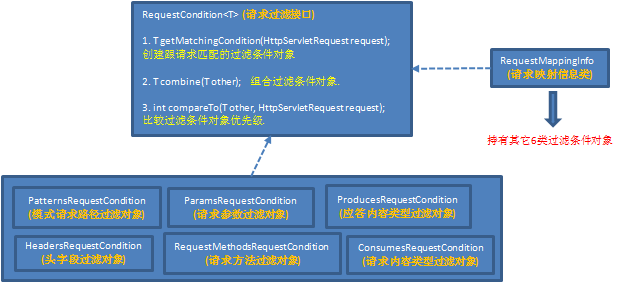 RequestCondition<T> (请求过滤接口)
1. T getMatchingCondition(HttpServletRequest request);
创建跟请求匹配的过滤条件对象
2. T combine(T other); 组合过滤条件对象.
3. int compareTo(T other, HttpServletRequest request);
比较过滤条件对象优先级.
RequestMappingInfo
(请求映射信息类)
持有其它6类过滤条件对象
PatternsRequestCondition
(模式请求路径过滤对象)
ParamsRequestCondition
(请求参数过滤对象)
ProducesRequestCondition
(应答内容类型过滤对象)
HeadersRequestCondition
(头字段过滤对象)
RequestMethodsRequestCondition
(请求方法过滤对象)
ConsumesRequestCondition
(请求内容类型过滤对象)